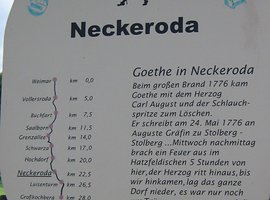 Neckeroda
Weimar km 0,0
Vollersroda km 5,0
Buchfart km 7,5
Saalborn km 11,5
Grenzallee km 14,5
Schwarza km 17,0
Hochdorf km 20,0
Neckeroda km 22,5
Luisenturm km 26,5
Großkochberg km 28,0
Goethe in Neckeroda
Beim großen Brand 1776 kam
Goethe mit dem Herzog
Carl August und der Schlauch-
spritze zum Löschen.
Er schreibt am 24. Mai 1776 an
Auguste Gräfin zu Stolberg -
Stolberg ...Mittwoch nachmittag
brach ein Feuer aus im
Hatzfeldischen 5 Stunden von
hier, der Herzog ritt hinaus, bis
wir hinkamen, lag das ganze
Dorf nieder, es war nur noch